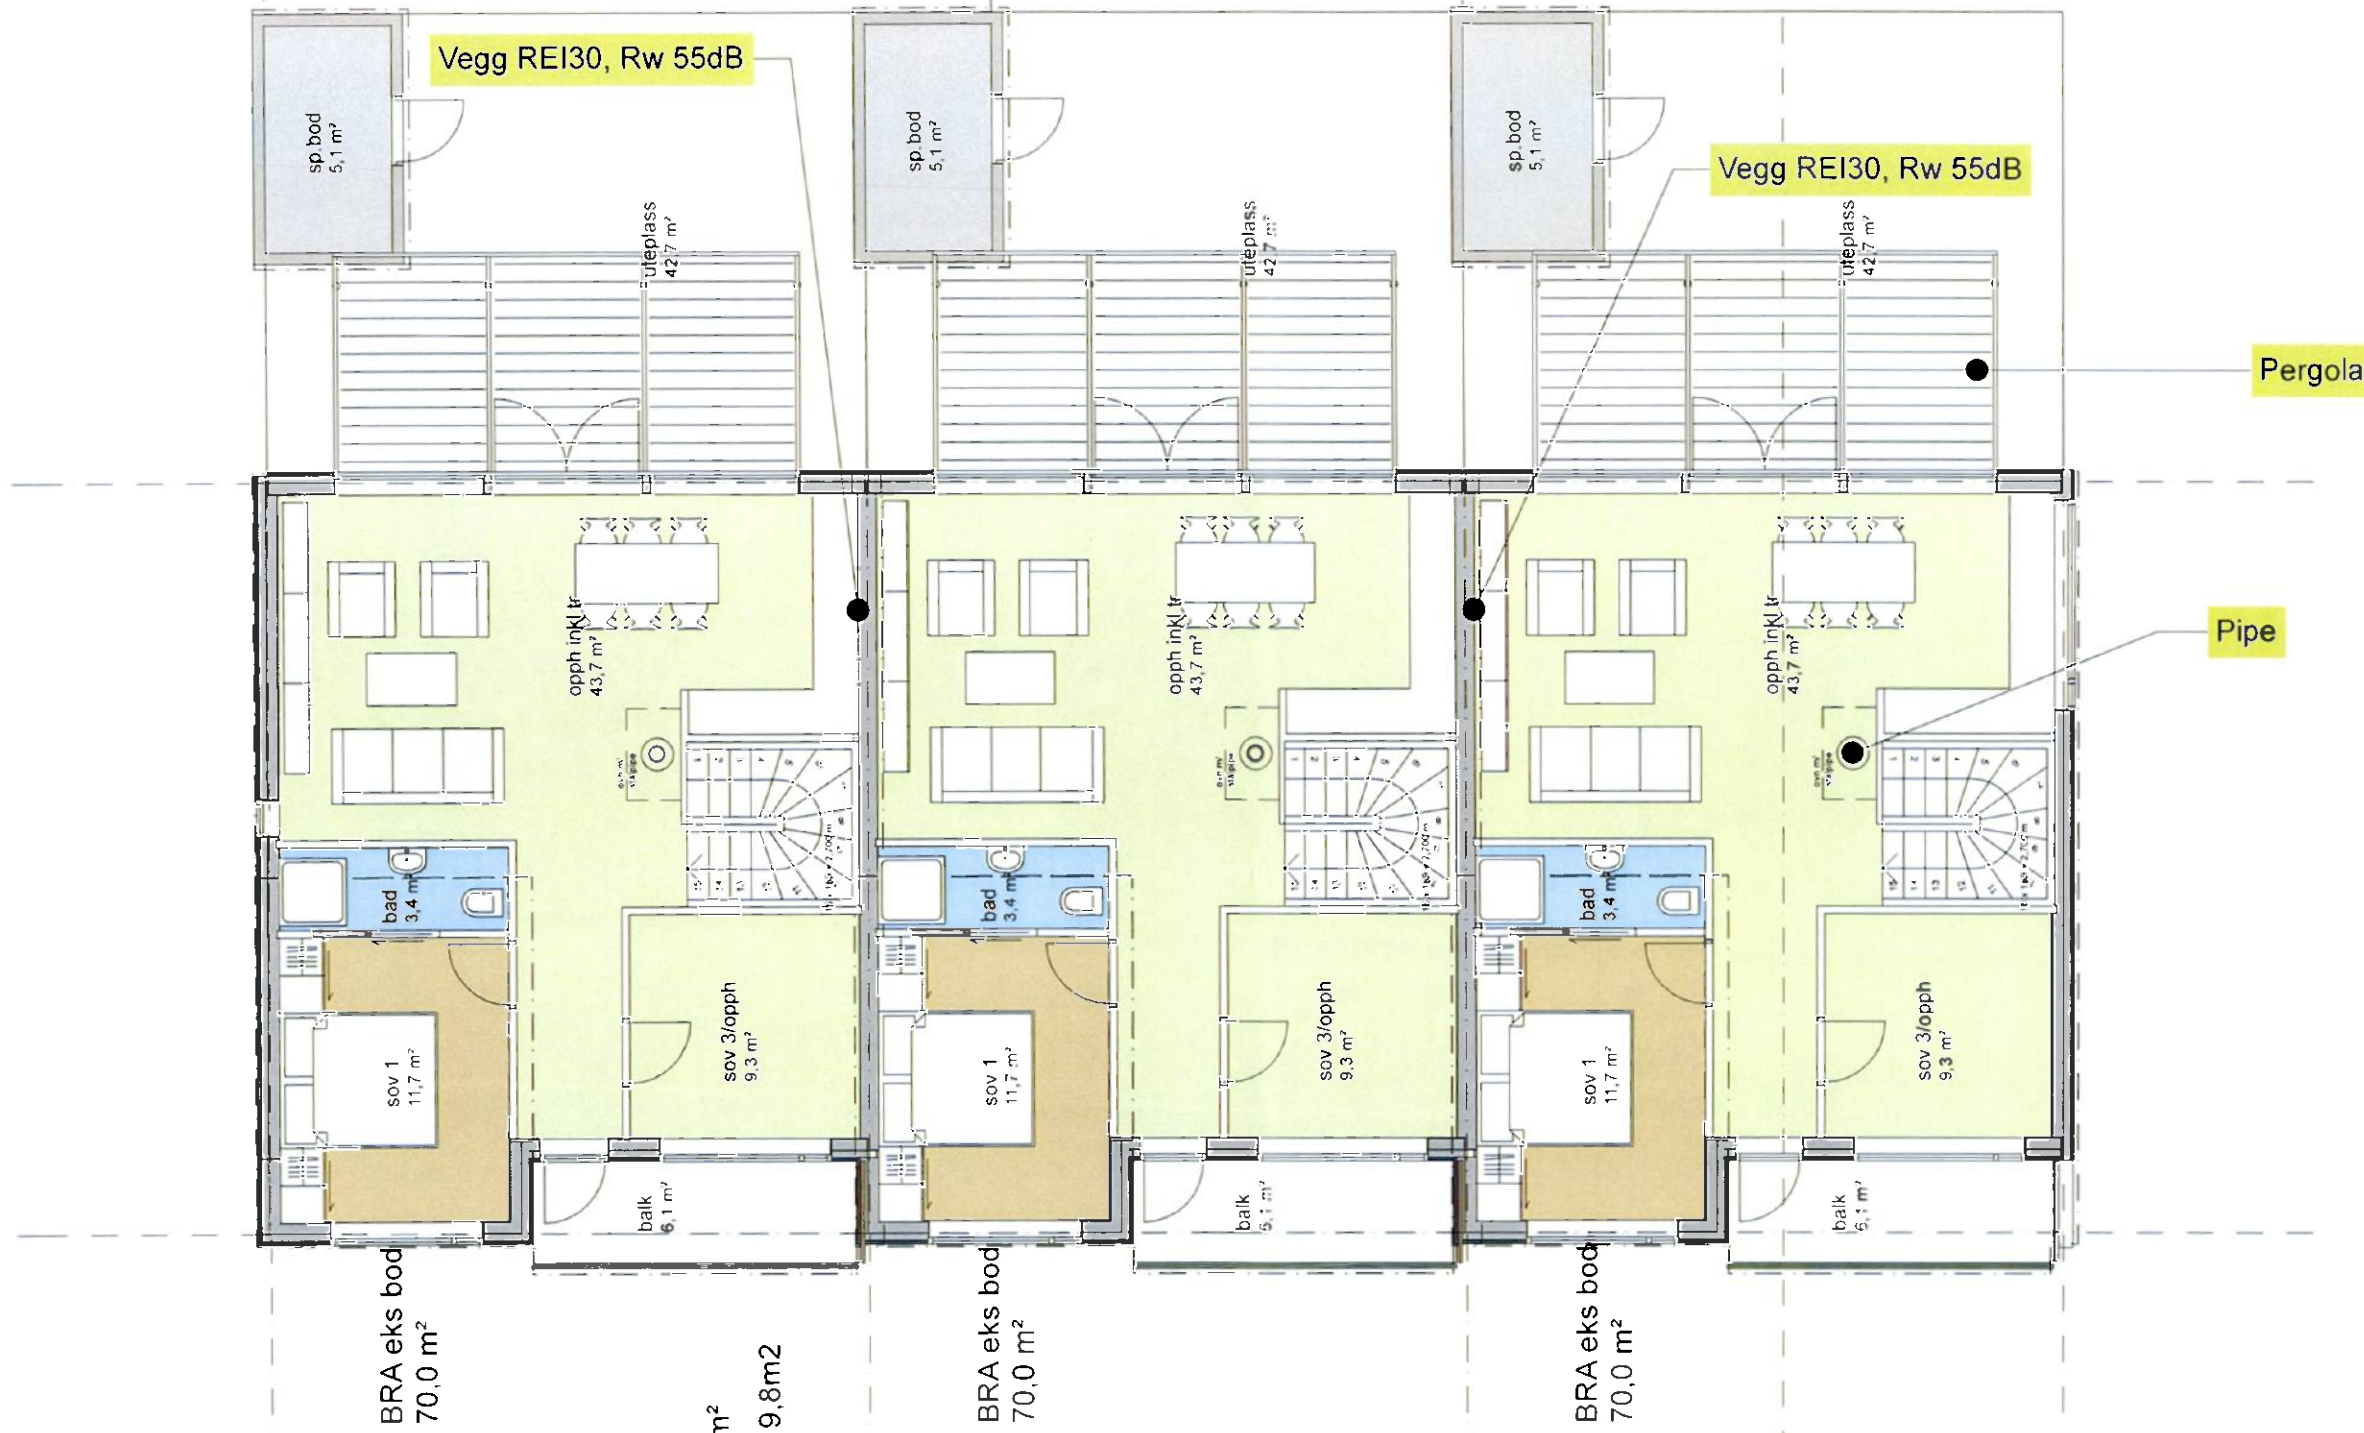 Vegg REI30, Rw 55dB
Vegg REI30, Rw 55dB
Pergola
Pipe
sp.bod
5,1 m²
sp.bod
5,1 m²
sp.bod
5,1 m²
uteplass
42,7 m²
uteplass
42,7 m²
uteplass
42,7 m²
opph inkl tr
43,7 m²
opph inkl tr
43,7 m²
opph inkl tr
43,7 m²
bad
3,4 m²
bad
3,4 m²
bad
3,4 m²
sov 1
11,7 m²
sov 3/opph
9,3 m²
sov 1
11,7 m²
sov 3/opph
9,3 m²
sov 1
11,7 m²
sov 3/opph
9,3 m²
balk
6,1 m²
balk
balk
6,1 m²
BRA eks bod
70,0 m²
m²
9,8m2
BRA eks bod
70,0 m²
BRA eks bod
70,0 m²